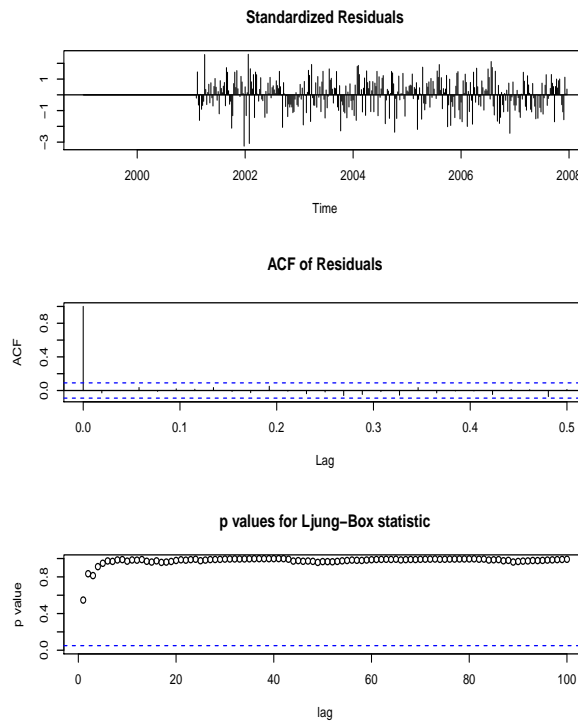 Standardized Residuals
1
−1
−3
2000 2002 2004 2006 2008
Time
ACF of Residuals
ACF
0.8
0.4
0.0
0.0 0.1 0.2 0.3 0.4 0.5
Lag
p values for Ljung−Box statistic
p value
0.8
0.4
0.0
0 20 40 60 80 100
lag